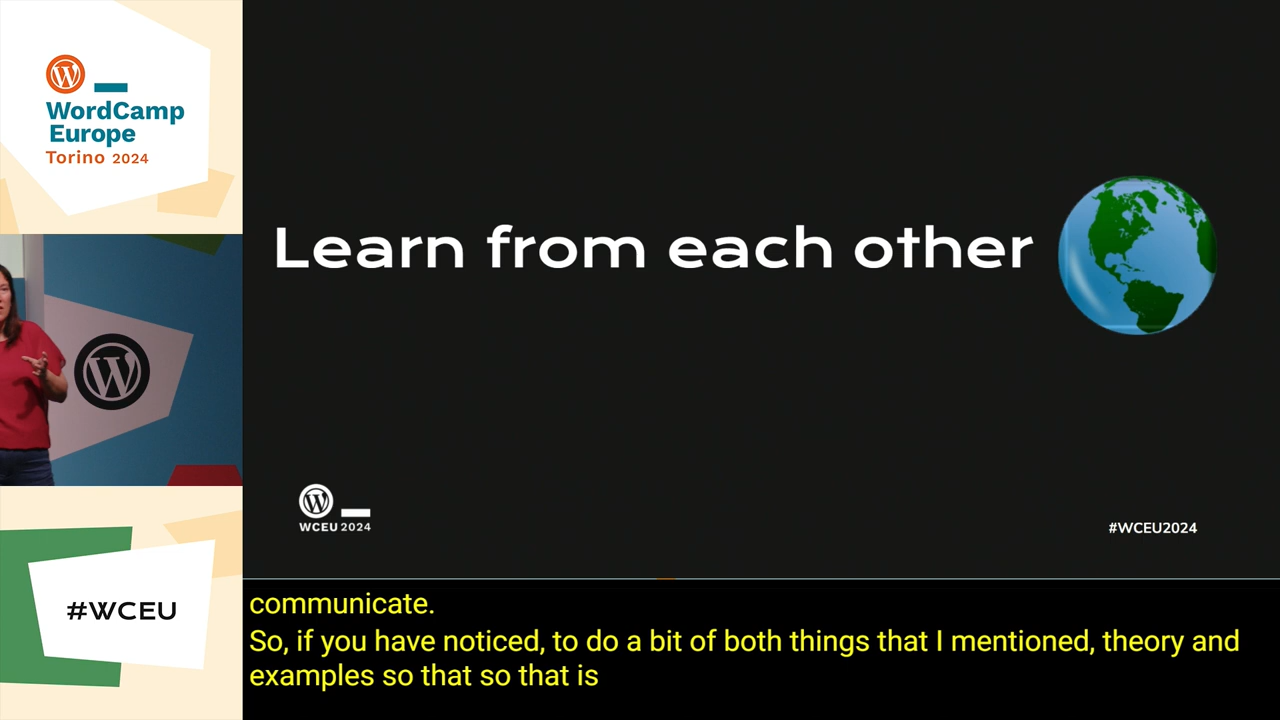 WordCamp
Europe
Torino 2024
Learn from each other
WCEU 2024
#WCEU2024
#WCEU
communicate.
So, if you have noticed, to do a bit of both things that I mentioned, theory and
examples so that so that is